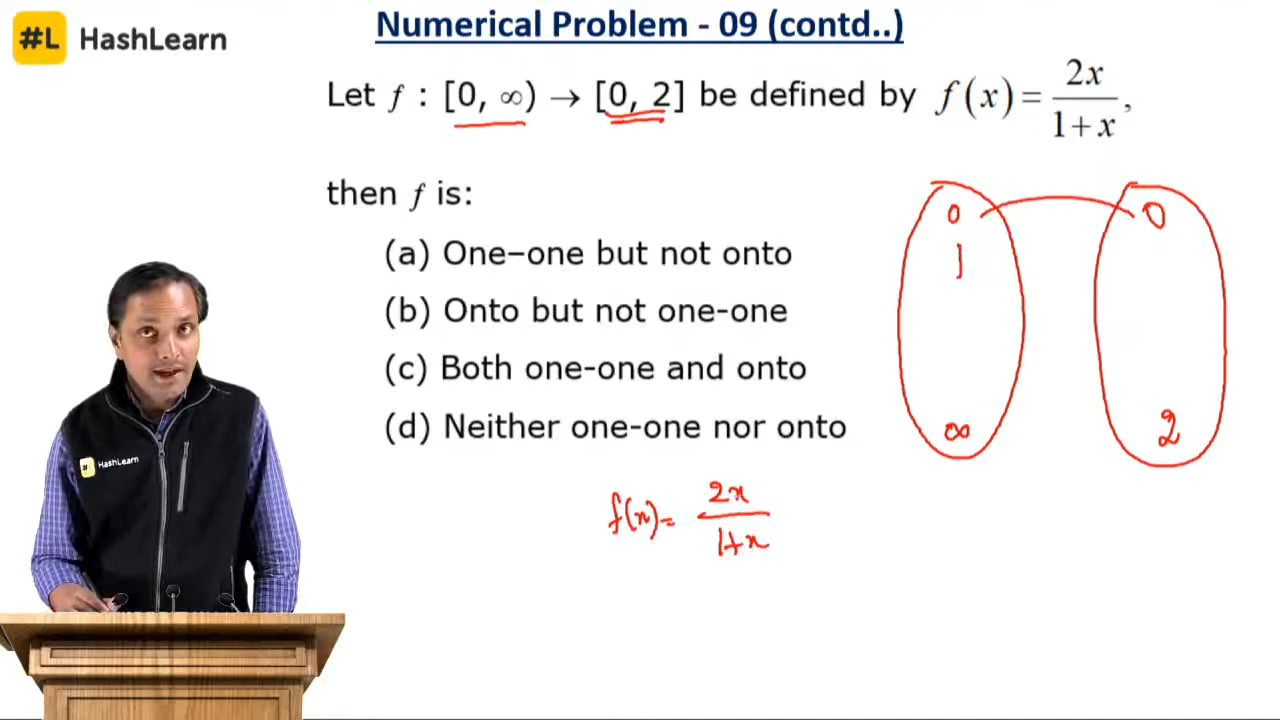 #L HashLearn
Numerical Problem - 09 (contd..)
Let f : [0, ∞) → [0, 2] be defined by f(x) = 2x / 1+x,
then f is:
(a) One–one but not onto
(b) Onto but not one-one
(c) Both one-one and onto
(d) Neither one-one nor onto
0 0
1
∞ 2
f(x) = 2x / 1+x
# HashLearn